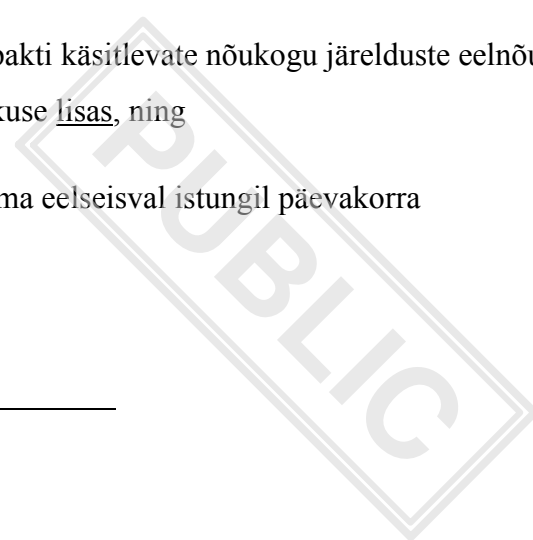 pakti käsitlevate nõukogu järelduste eelnõu
kuse lisas, ning
ma eelseisval istungil päevakorra
PUBLIC